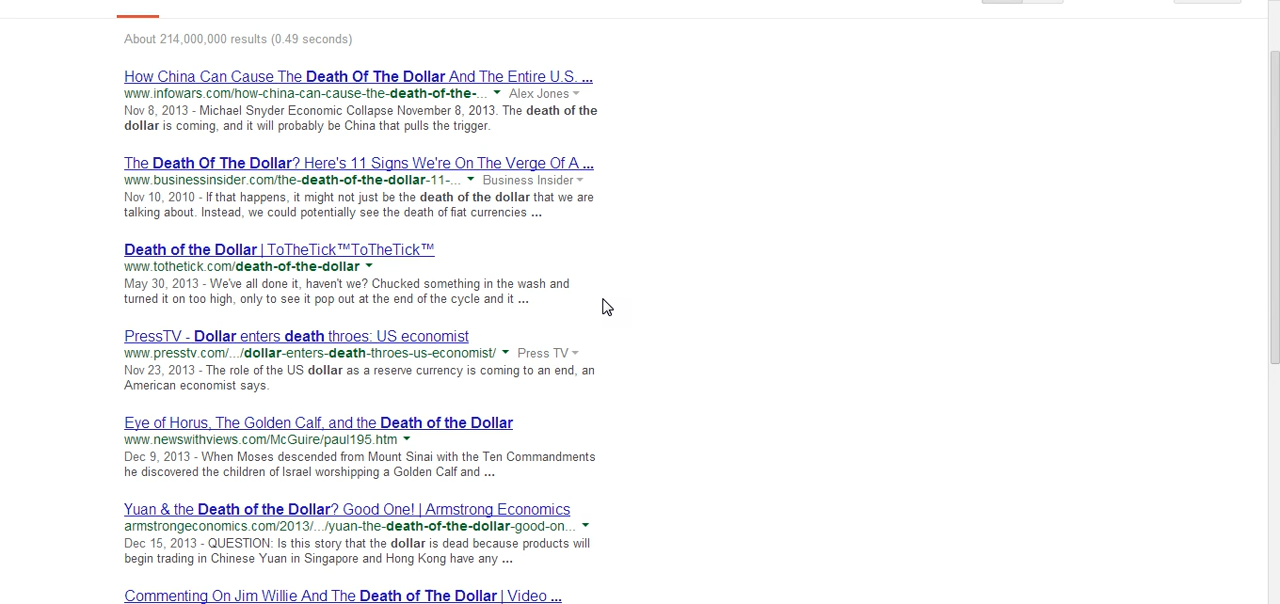 About 214,000,000 results (0.49 seconds)
How China Can Cause The Death Of The Dollar And The Entire U.S. ...
www.infowars.com/how-china-can-cause-the-death-of-the-... Alex Jones
Nov 8, 2013 - Michael Snyder Economic Collapse November 8, 2013. The death of the
dollar is coming, and it will probably be China that pulls the trigger.
The Death Of The Dollar? Here's 11 Signs We're On The Verge Of A ...
www.businessinsider.com/the-death-of-the-dollar-11-... Business Insider
Nov 10, 2010 - If that happens, it might not just be the death of the dollar that we are
talking about. Instead, we could potentially see the death of fiat currencies ...
Death of the Dollar | ToTheTick™ToTheTick™
www.tothetick.com/death-of-the-dollar
May 30, 2013 - We've all done it, haven't we? Chucked something in the wash and
turned it on too high, only to see it pop out at the end of the cycle and it ...
PressTV - Dollar enters death throes: US economist
www.presstv.com/.../dollar-enters-death-throes-us-economist/ Press TV
Nov 23, 2013 - The role of the US dollar as a reserve currency is coming to an end, an
American economist says.
Eye of Horus, The Golden Calf, and the Death of the Dollar
www.newswithviews.com/McGuire/paul195.htm
Dec 9, 2013 - When Moses descended from Mount Sinai with the Ten Commandments
he discovered the children of Israel worshipping a Golden Calf and ...
Yuan & the Death of the Dollar? Good One! | Armstrong Economics
armstrongeconomics.com/2013/.../yuan-the-death-of-the-dollar-good-on...
Dec 15, 2013 - QUESTION: Is this story that the dollar is dead because products will
begin trading in Chinese Yuan in Singapore and Hong Kong have any ...
Commenting On Jim Willie And The Death of The Dollar | Video ...